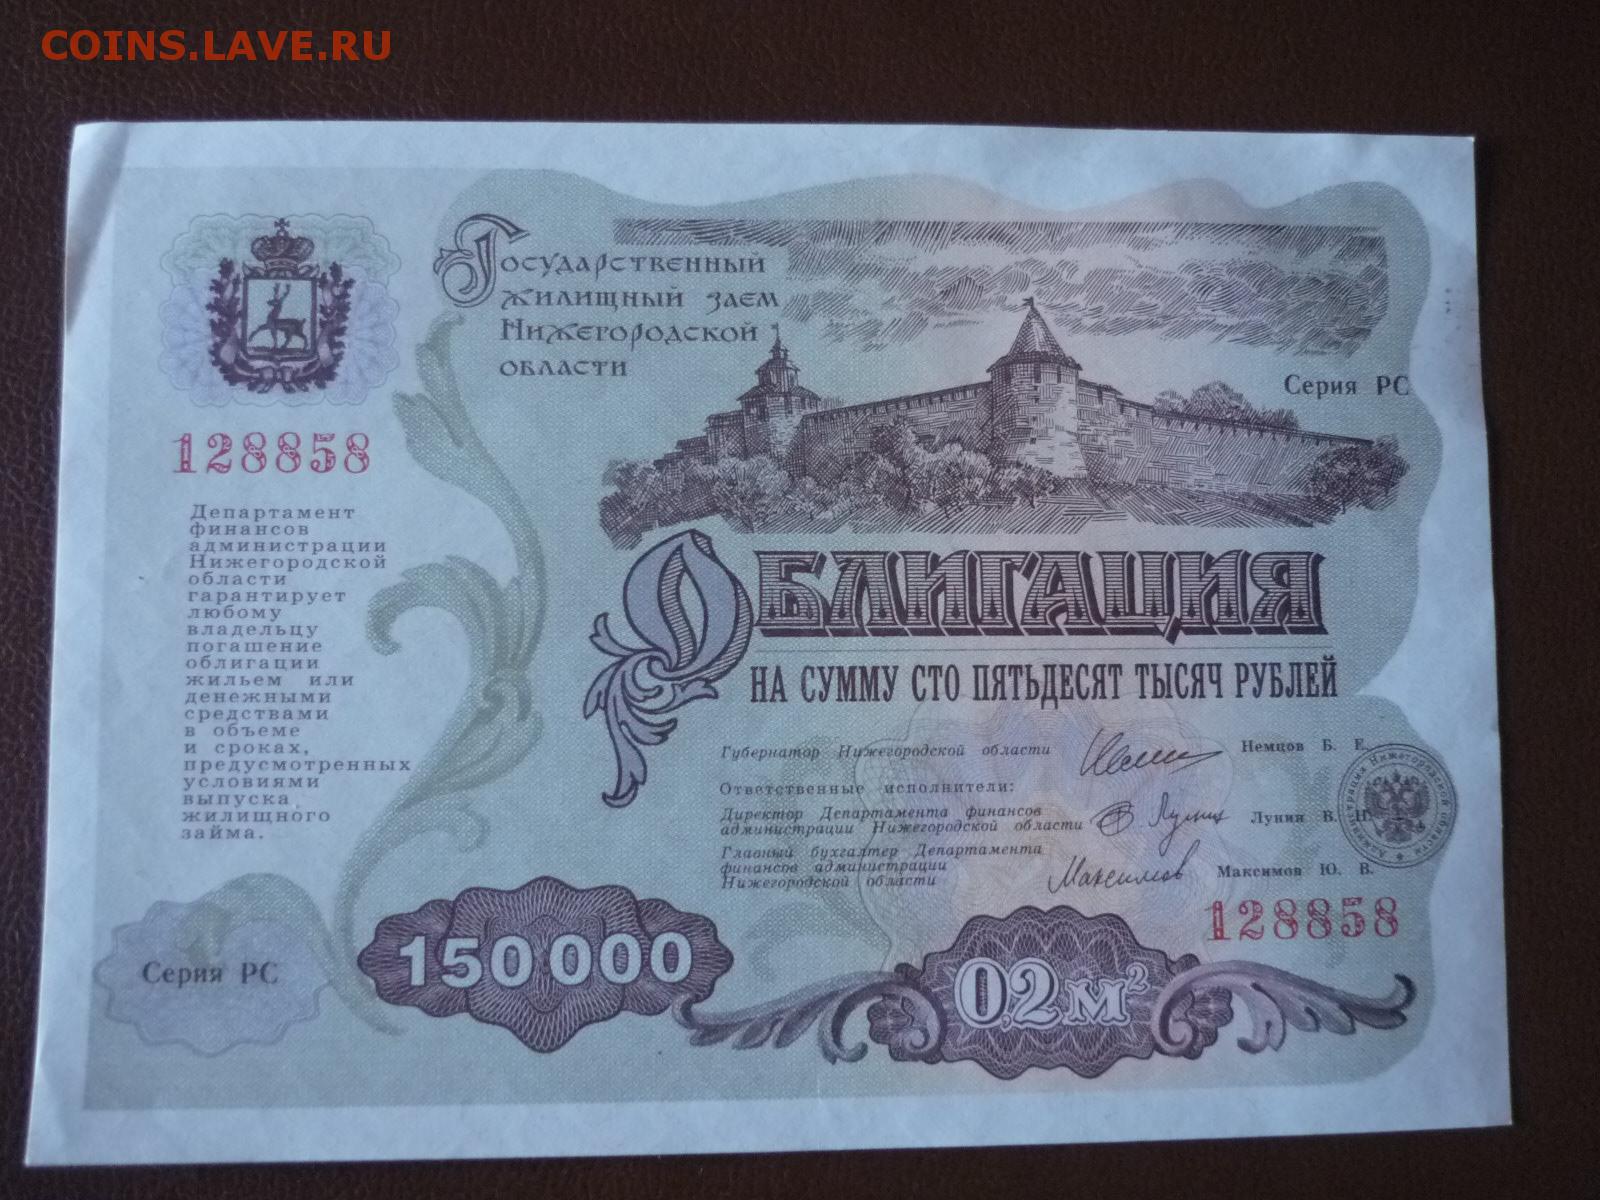 COINS.LAVE.RU
Государственный
жилищный заем
Нижегородской
области
Серия РС
128858
Департамент
финансов
администрации
Нижегородской
области
гарантирует
любому
владельцу
погашение
облигации
жильем или
денежными
средствами
в объеме
и сроках,
предусмотренных
условиями
выпуска
жилищного
займа.
ОБЛИГАЦИЯ
НА СУММУ СТО ПЯТЬДЕСЯТ ТЫСЯЧ РУБЛЕЙ
Губернатор Нижегородской области Немцов Б. Е.
Ответственные исполнители:
Директор Департамента финансов
администрации Нижегородской области Лунин В. Н.
Главный бухгалтер Департамента
финансов администрации
Нижегородской области Максимов Ю. В.
Администрация Нижегородской области
128858
Серия РС
150 000
0,2 м²